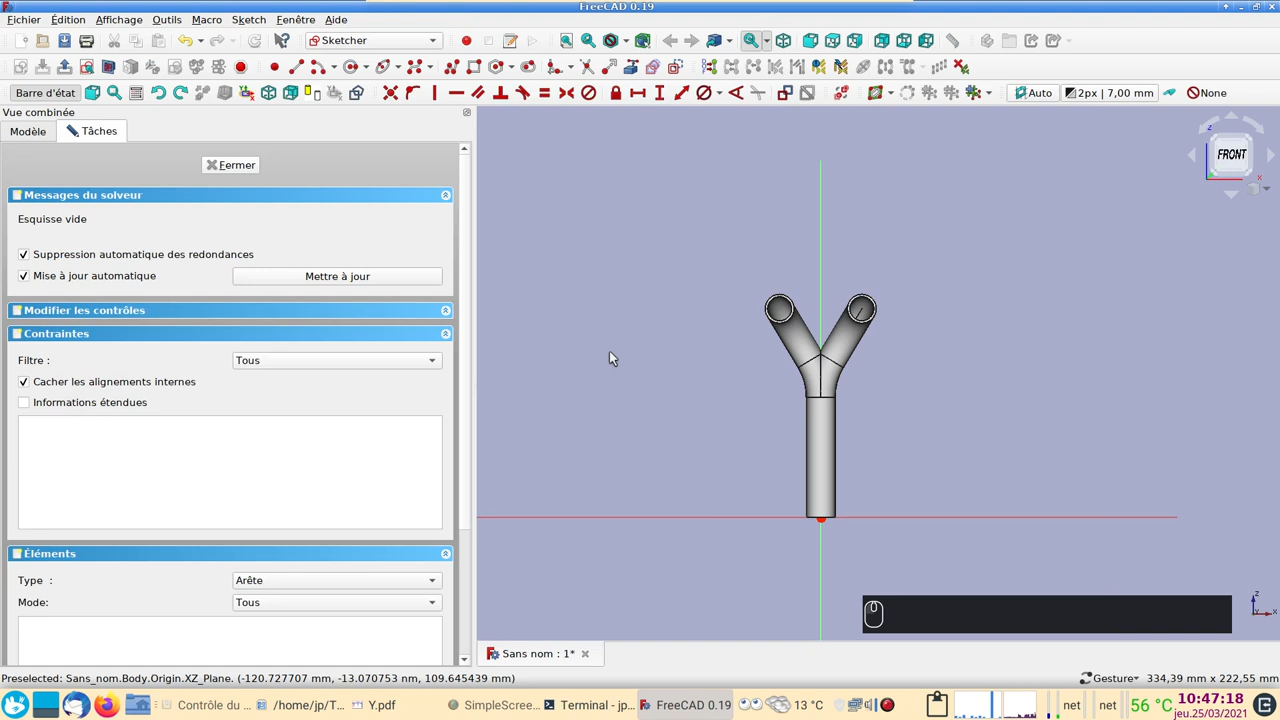 FreeCAD 0.19
Fichier Édition Affichage Outils Macro Sketch Fenêtre Aide
Sketcher
Barre d'état Auto 2px | 7,00 mm None
Vue combinée
Modèle Tâches
Fermer
Messages du solveur
Esquisse vide
Suppression automatique des redondances
Mise à jour automatique Mettre à jour
Modifier les contrôles
Contraintes
Filtre : Tous
Cacher les alignements internes
Informations étendues
Éléments
Type : Arête
Mode: Tous
FRONT
z
x
z
x
Sans nom : 1*
Preselected: Sans_nom.Body.Origin.XZ_Plane. (-120.727707 mm, -13.070753 mm, 109.645439 mm) Gesture 334,39 mm x 222,55 mm
Contrôle du ... /home/jp/T... Y.pdf SimpleScree... Terminal - jp... FreeCAD 0.19 13 °C net net 56 °C 10:47:18
jeu.25/03/2021